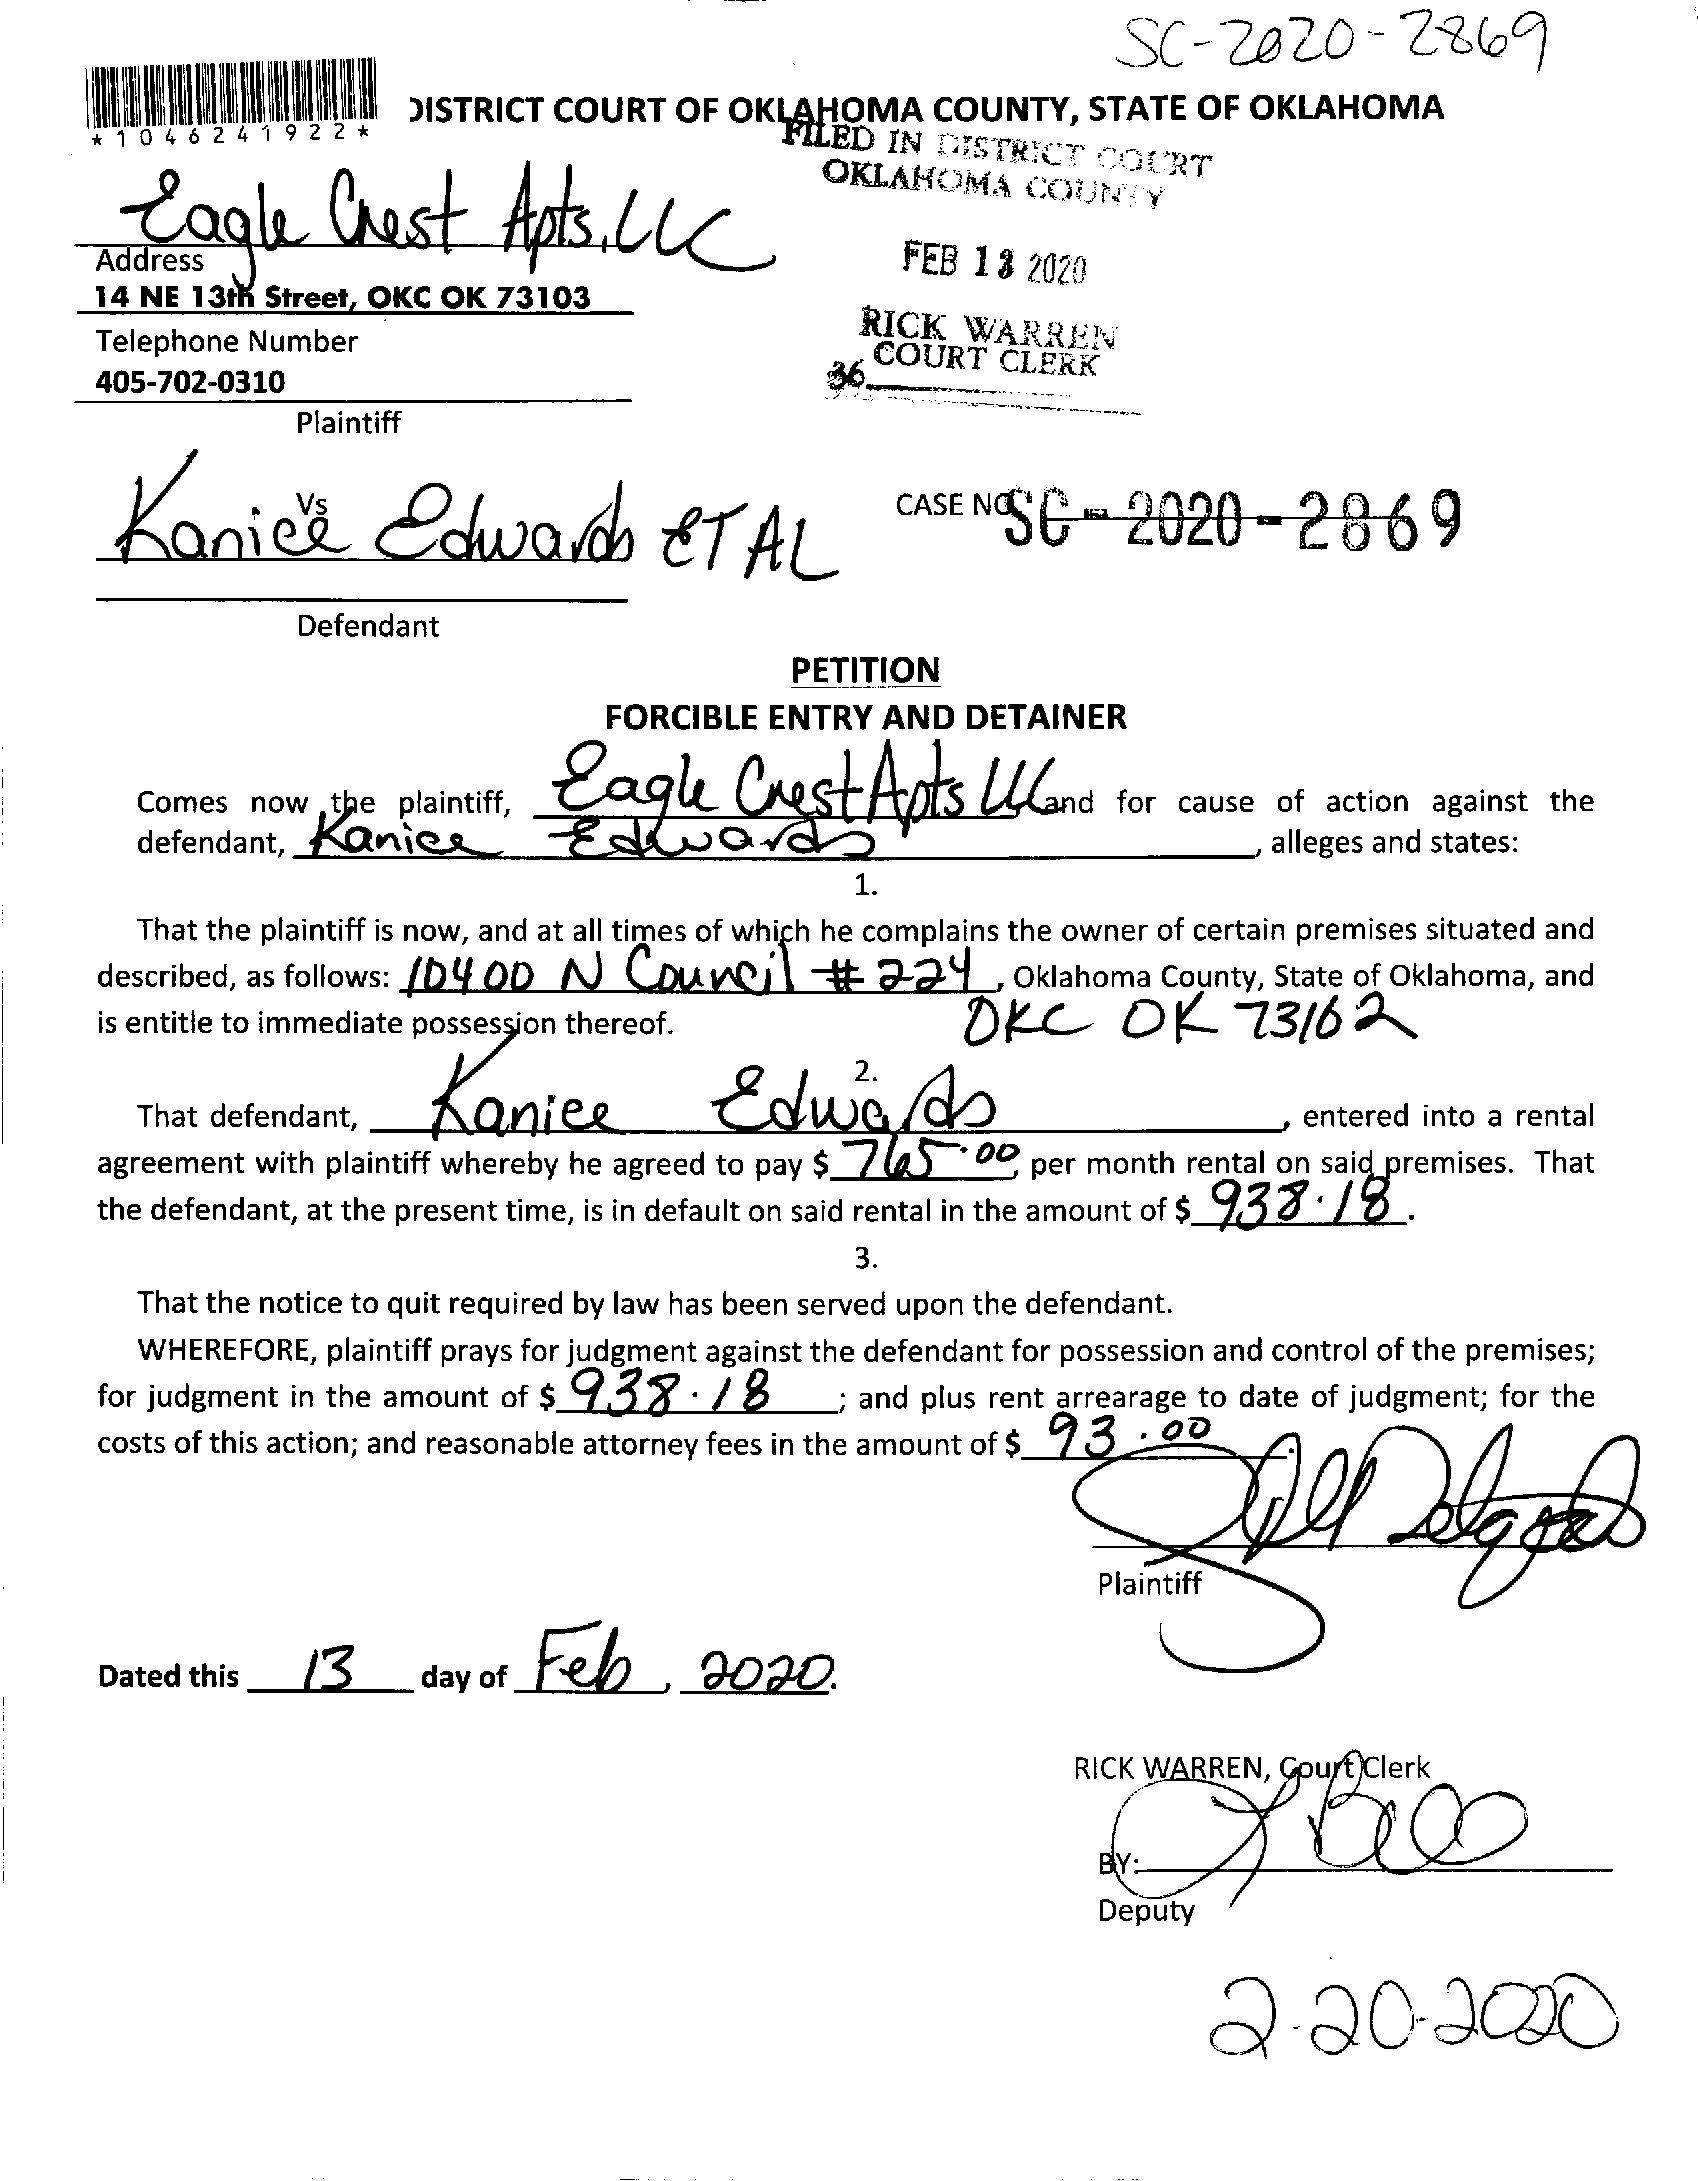 SC-2020-2869
*1046241922*
DISTRICT COURT OF OKLAHOMA COUNTY, STATE OF OKLAHOMA
FILED IN DISTRICT COURT
OKLAHOMA COUNTY
Eagle Crest Apts, LLC
Address
14 NE 13th Street, OKC OK 73103
FEB 13 2020
Telephone Number
405-702-0310
RICK WARREN
COURT CLERK
36
Plaintiff
Vs
Kanice Edwards ET AL
CASE NO SC-2020-2869
Defendant
PETITION
FORCIBLE ENTRY AND DETAINER
Comes now the plaintiff, Eagle Crest Apts LLC and for cause of action against the
defendant, Kanice Edwards, alleges and states:
1.
That the plaintiff is now, and at all times of which he complains the owner of certain premises situated and
described, as follows: 10400 N Council # 224, Oklahoma County, State of Oklahoma, and
is entitle to immediate possession thereof. OKC OK 73162
2.
That defendant, Kanice Edwards, entered into a rental
agreement with plaintiff whereby he agreed to pay $ 765.00, per month rental on said premises. That
the defendant, at the present time, is in default on said rental in the amount of $ 938.18.
3.
That the notice to quit required by law has been served upon the defendant.
WHEREFORE, plaintiff prays for judgment against the defendant for possession and control of the premises;
for judgment in the amount of $ 938.18; and plus rent arrearage to date of judgment; for the
costs of this action; and reasonable attorney fees in the amount of $ 93.00.
Plaintiff
Dated this 13 day of Feb, 2020.
RICK WARREN, Court Clerk
BY:
Deputy
2-20-2020